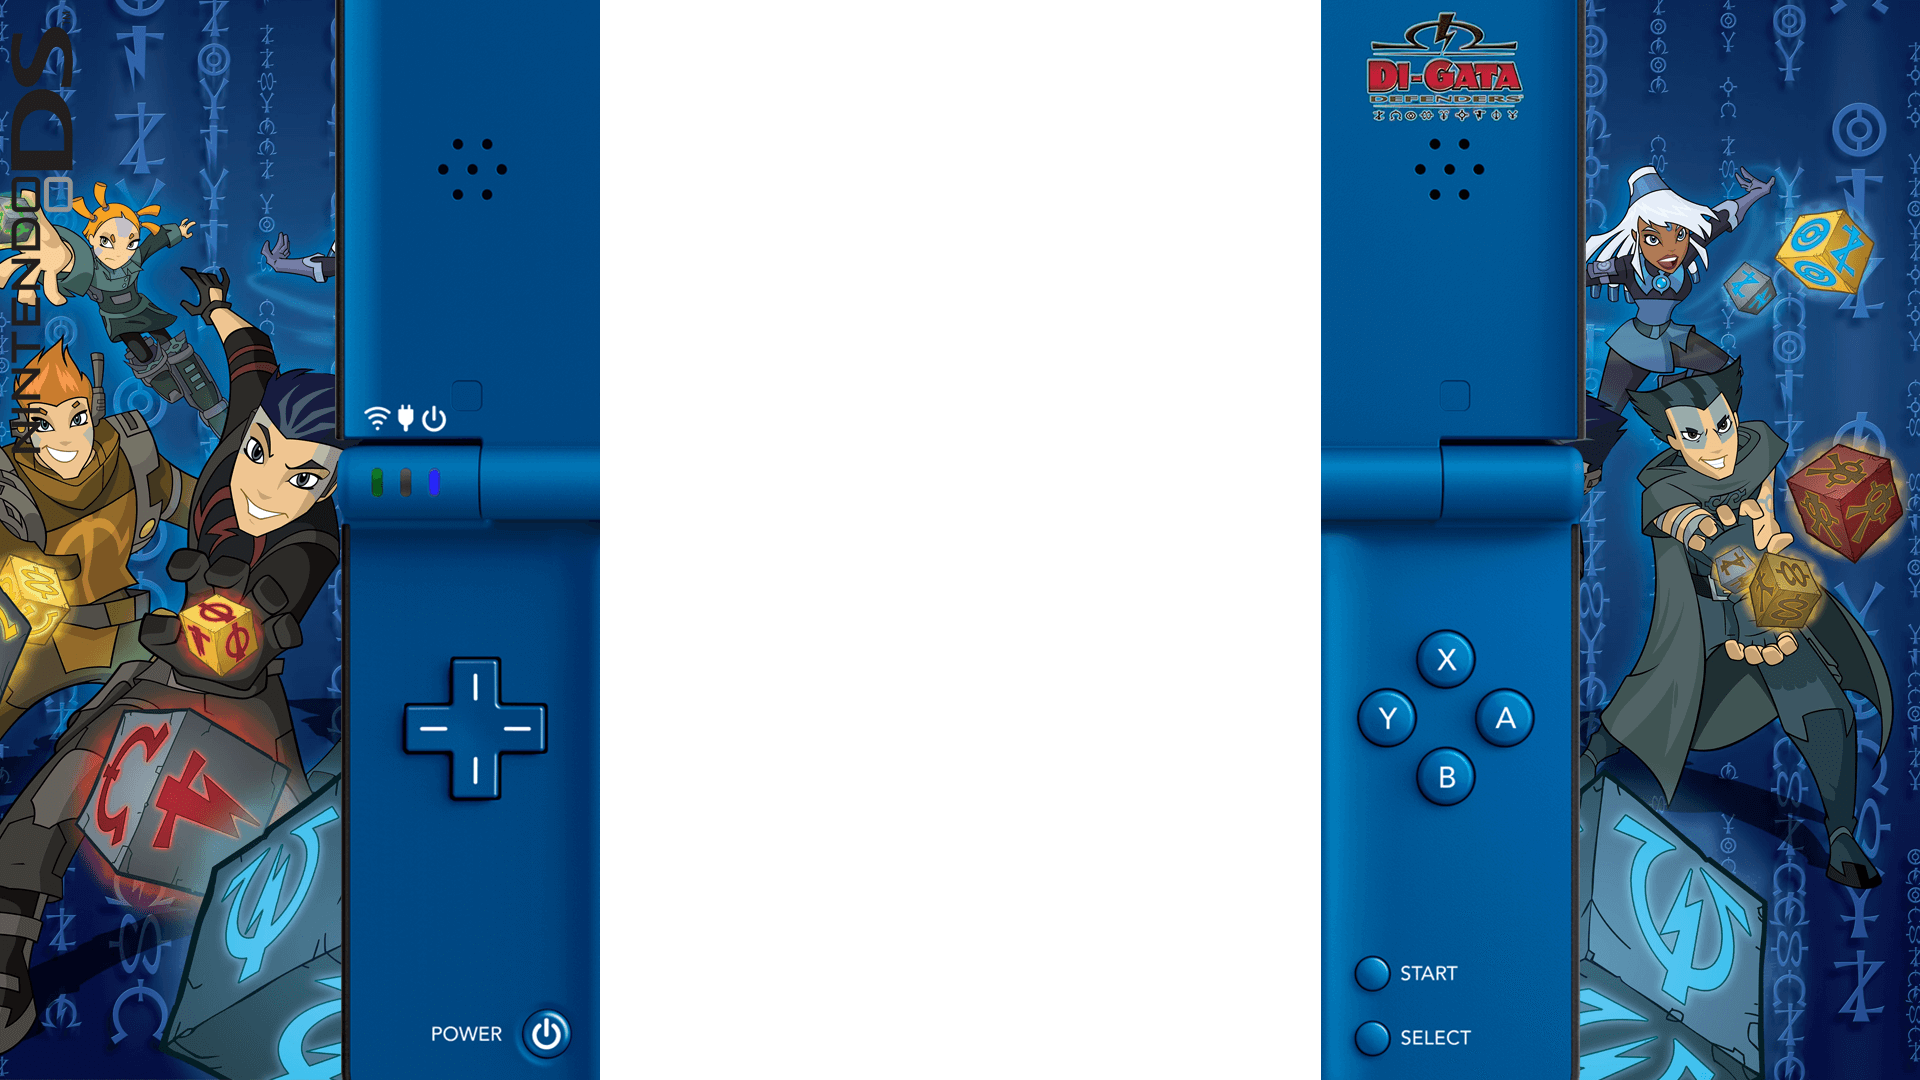 NINTENDO DS
DI-GATA
DEFENDERS
X
Y
A
B
START
SELECT
POWER